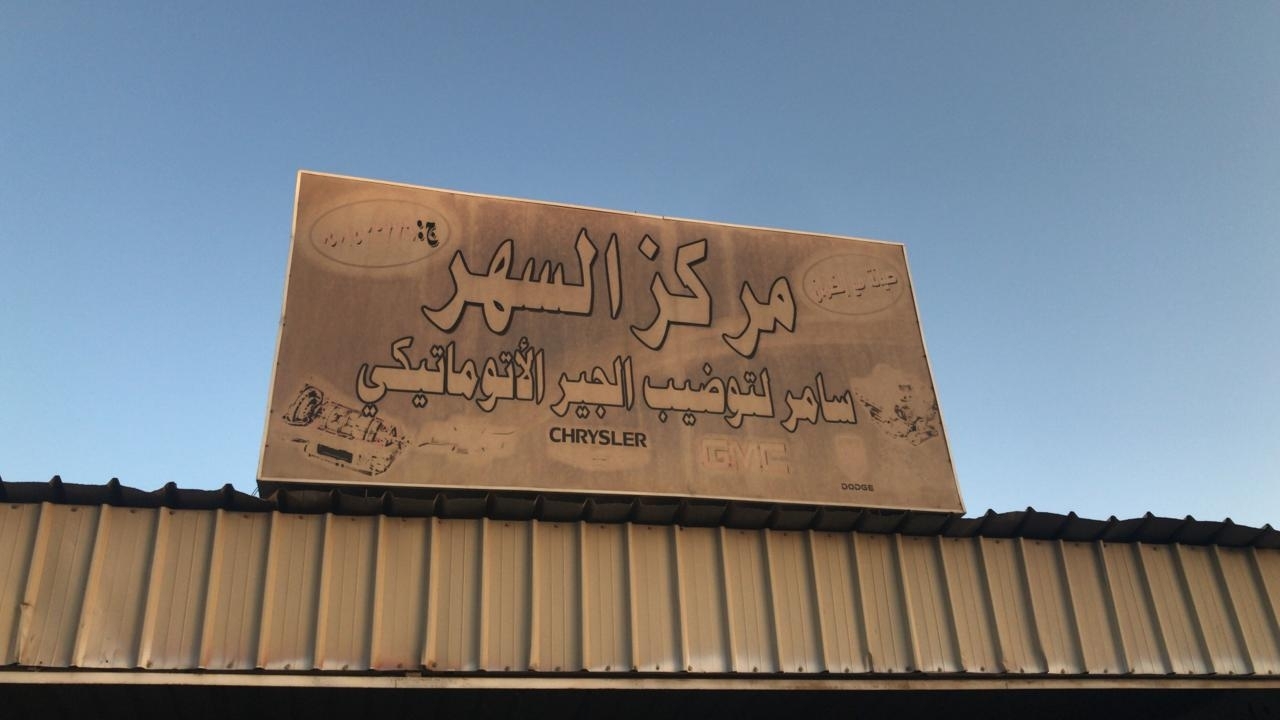 مركز السهر
سامر لتوضيب الجير الأتوماتيكي
CHRYSLER
GMC
DODGE